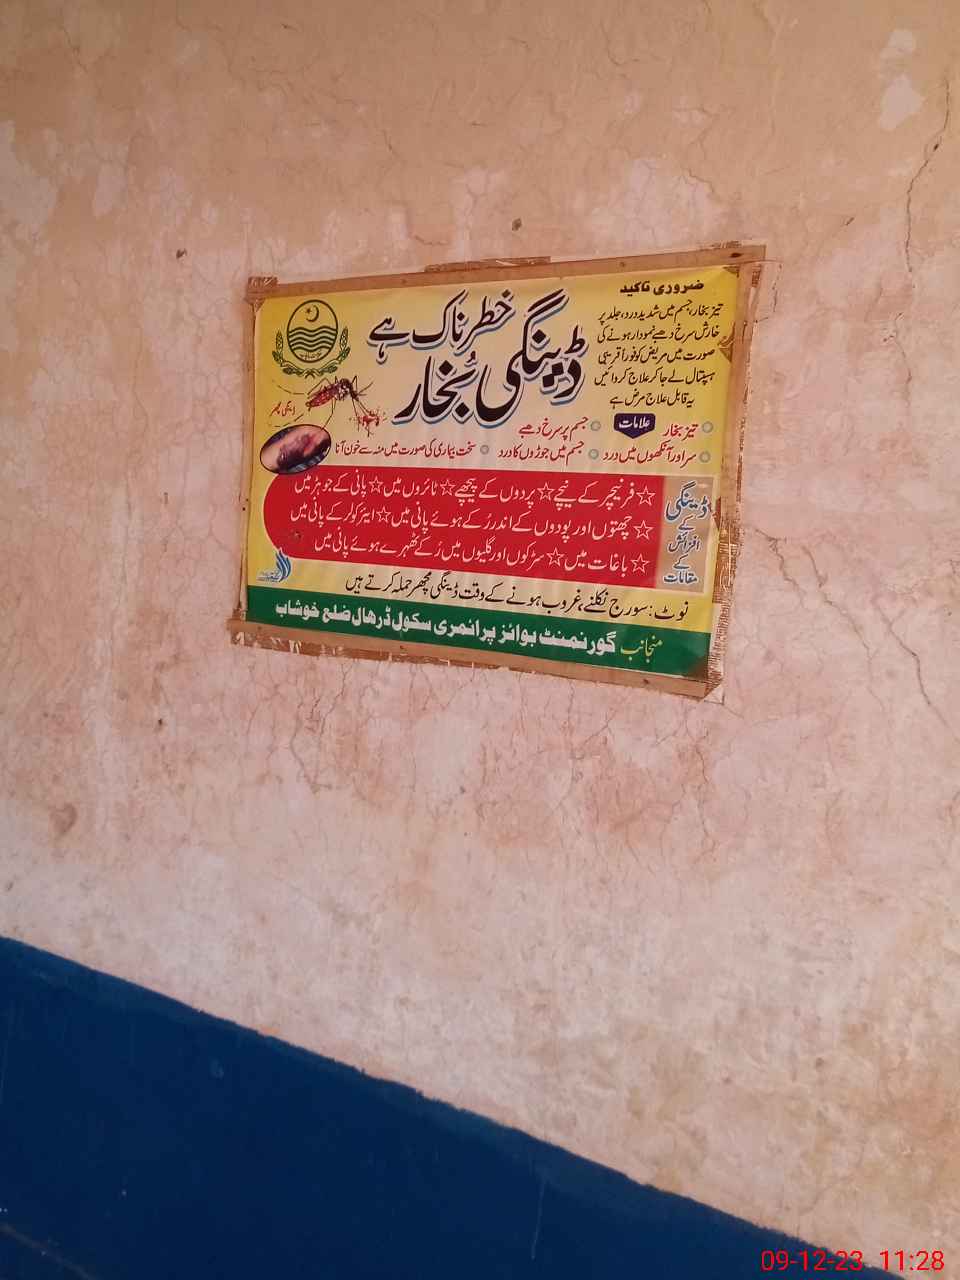 ضروری تاکید
تیز بخار، جسم میں شدید درد، جلد پر
خارش سرخ دھبے نمودار ہونے کی
صورت میں مریض کو فوراً قریبی
ہسپتال لے جا کر علاج کروائیں
یہ قابل علاج مرض ہے
ڈینگی بُخار
خطرناک ہے
علامات
تیز بخار
جسم پر سرخ دھبے
سر اور آنکھوں میں درد
جسم میں جوڑوں کا درد
سخت بیماری کی صورت میں منہ سے خون آنا
ڈینگی
کے
افزائش
کے
مقامات
☆ فرنیچر کے نیچے ☆ پردوں کے پیچھے ☆ ٹائروں میں ☆ پانی کے جوہڑ میں
☆ چھتوں اور پودوں کے اندر رُکے ہوئے پانی میں ☆ ایئر کولر کے پانی میں
☆ باغات میں ☆ سڑکوں اور گلیوں میں رُکے ٹھہرے ہوئے پانی میں
نوٹ: سورج نکلنے، غروب ہونے کے وقت ڈینگی مچھر حملہ کرتے ہیں
منجانب گورنمنٹ بوائز پرائمری سکول ڈرھال ضلع خوشاب
09-12-23 11:28